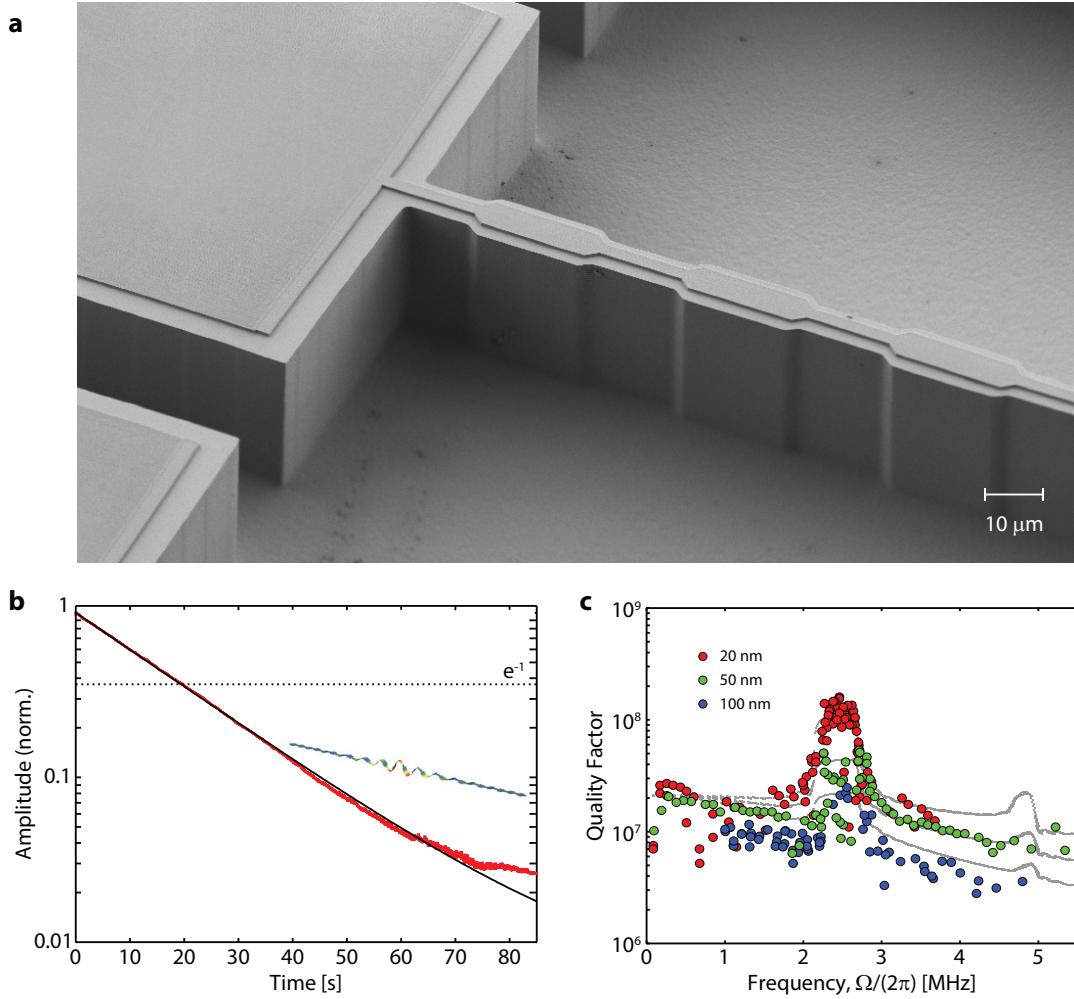 a
10 μm
b
1
0.1
0.01
Amplitude (norm.)
e⁻¹
0 10 20 30 40 50 60 70 80
Time [s]
c
10⁹
10⁸
10⁷
10⁶
Quality Factor
20 nm
50 nm
100 nm
0 1 2 3 4 5
Frequency, Ω/(2π) [MHz]